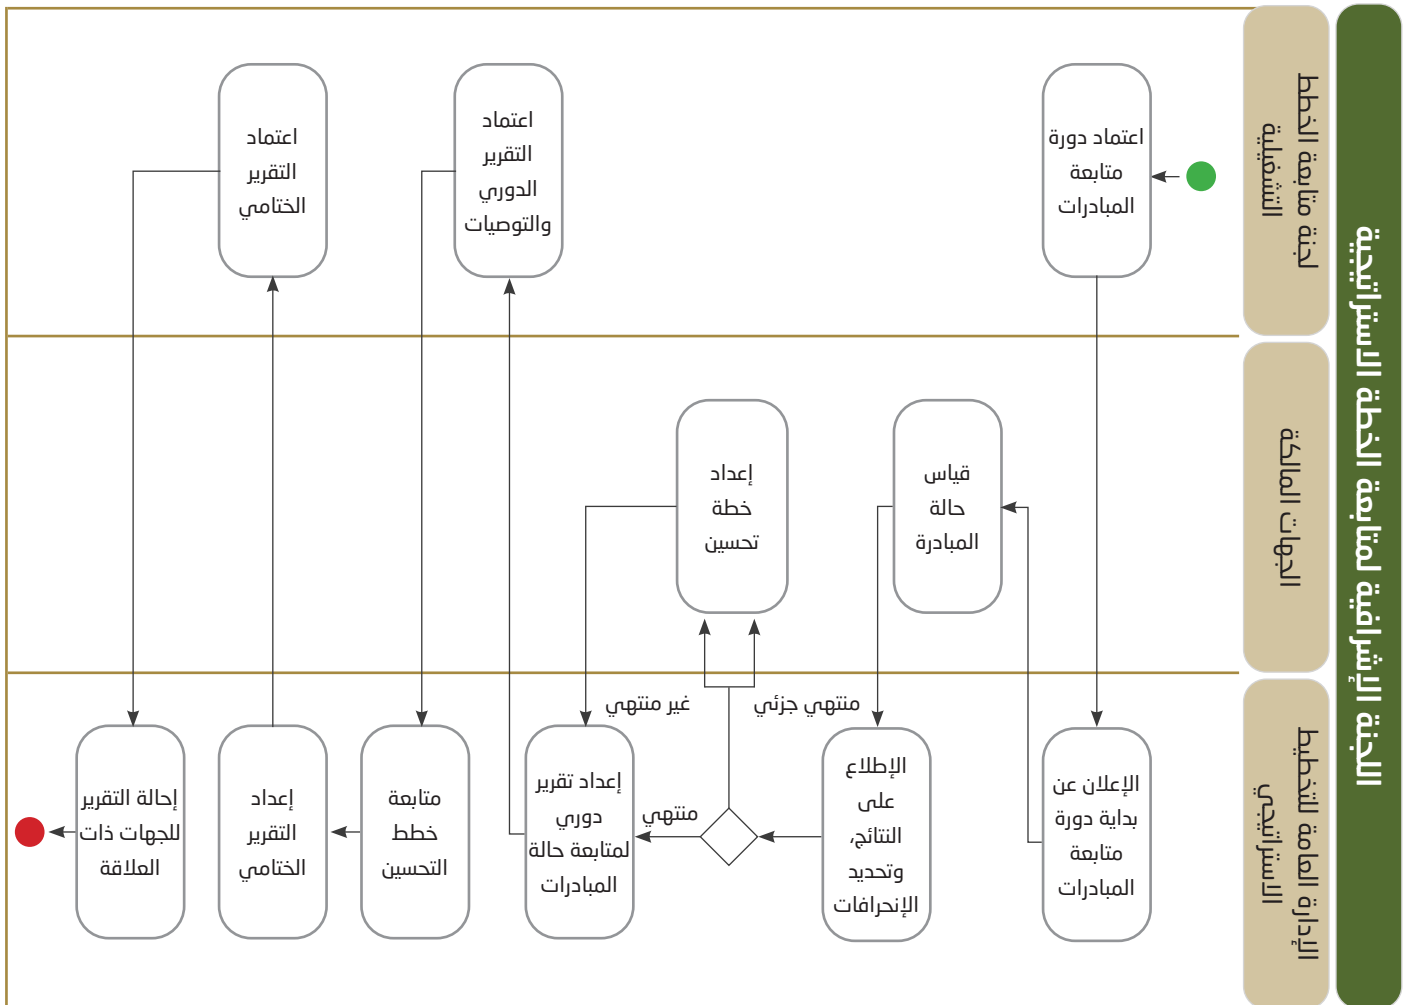 اللجنة الإشرافية لمتابعة الخطة الاستراتيجية
لجنة متابعة الخطط
التشغيلية
اعتماد دورة
متابعة
المبادرات
اعتماد
التقرير
الدوري
والتوصيات
اعتماد
التقرير
الختامي
الجهات المالكة
قياس
حالة
المبادرة
إعداد
خطة
تحسين
الإدارة العامة للتخطيط
الاستراتيجي
الإعلان عن
بداية دورة
متابعة
المبادرات
الإطلاع
على
النتائج،
وتحديد
الإنحرافات
منتهي جزئي
غير منتهي
منتهي
إعداد تقرير
دوري
لمتابعة حالة
المبادرات
متابعة
خطط
التحسين
إعداد
التقرير
الختامي
إحالة التقرير
للجهات ذات
العلاقة